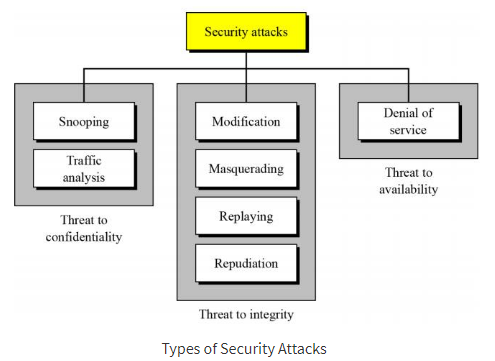 Security attacks
Snooping
Traffic
analysis
Threat to
confidentiality
Modification
Masquerading
Replaying
Repudiation
Threat to integrity
Denial of
service
Threat to
availability
Types of Security Attacks